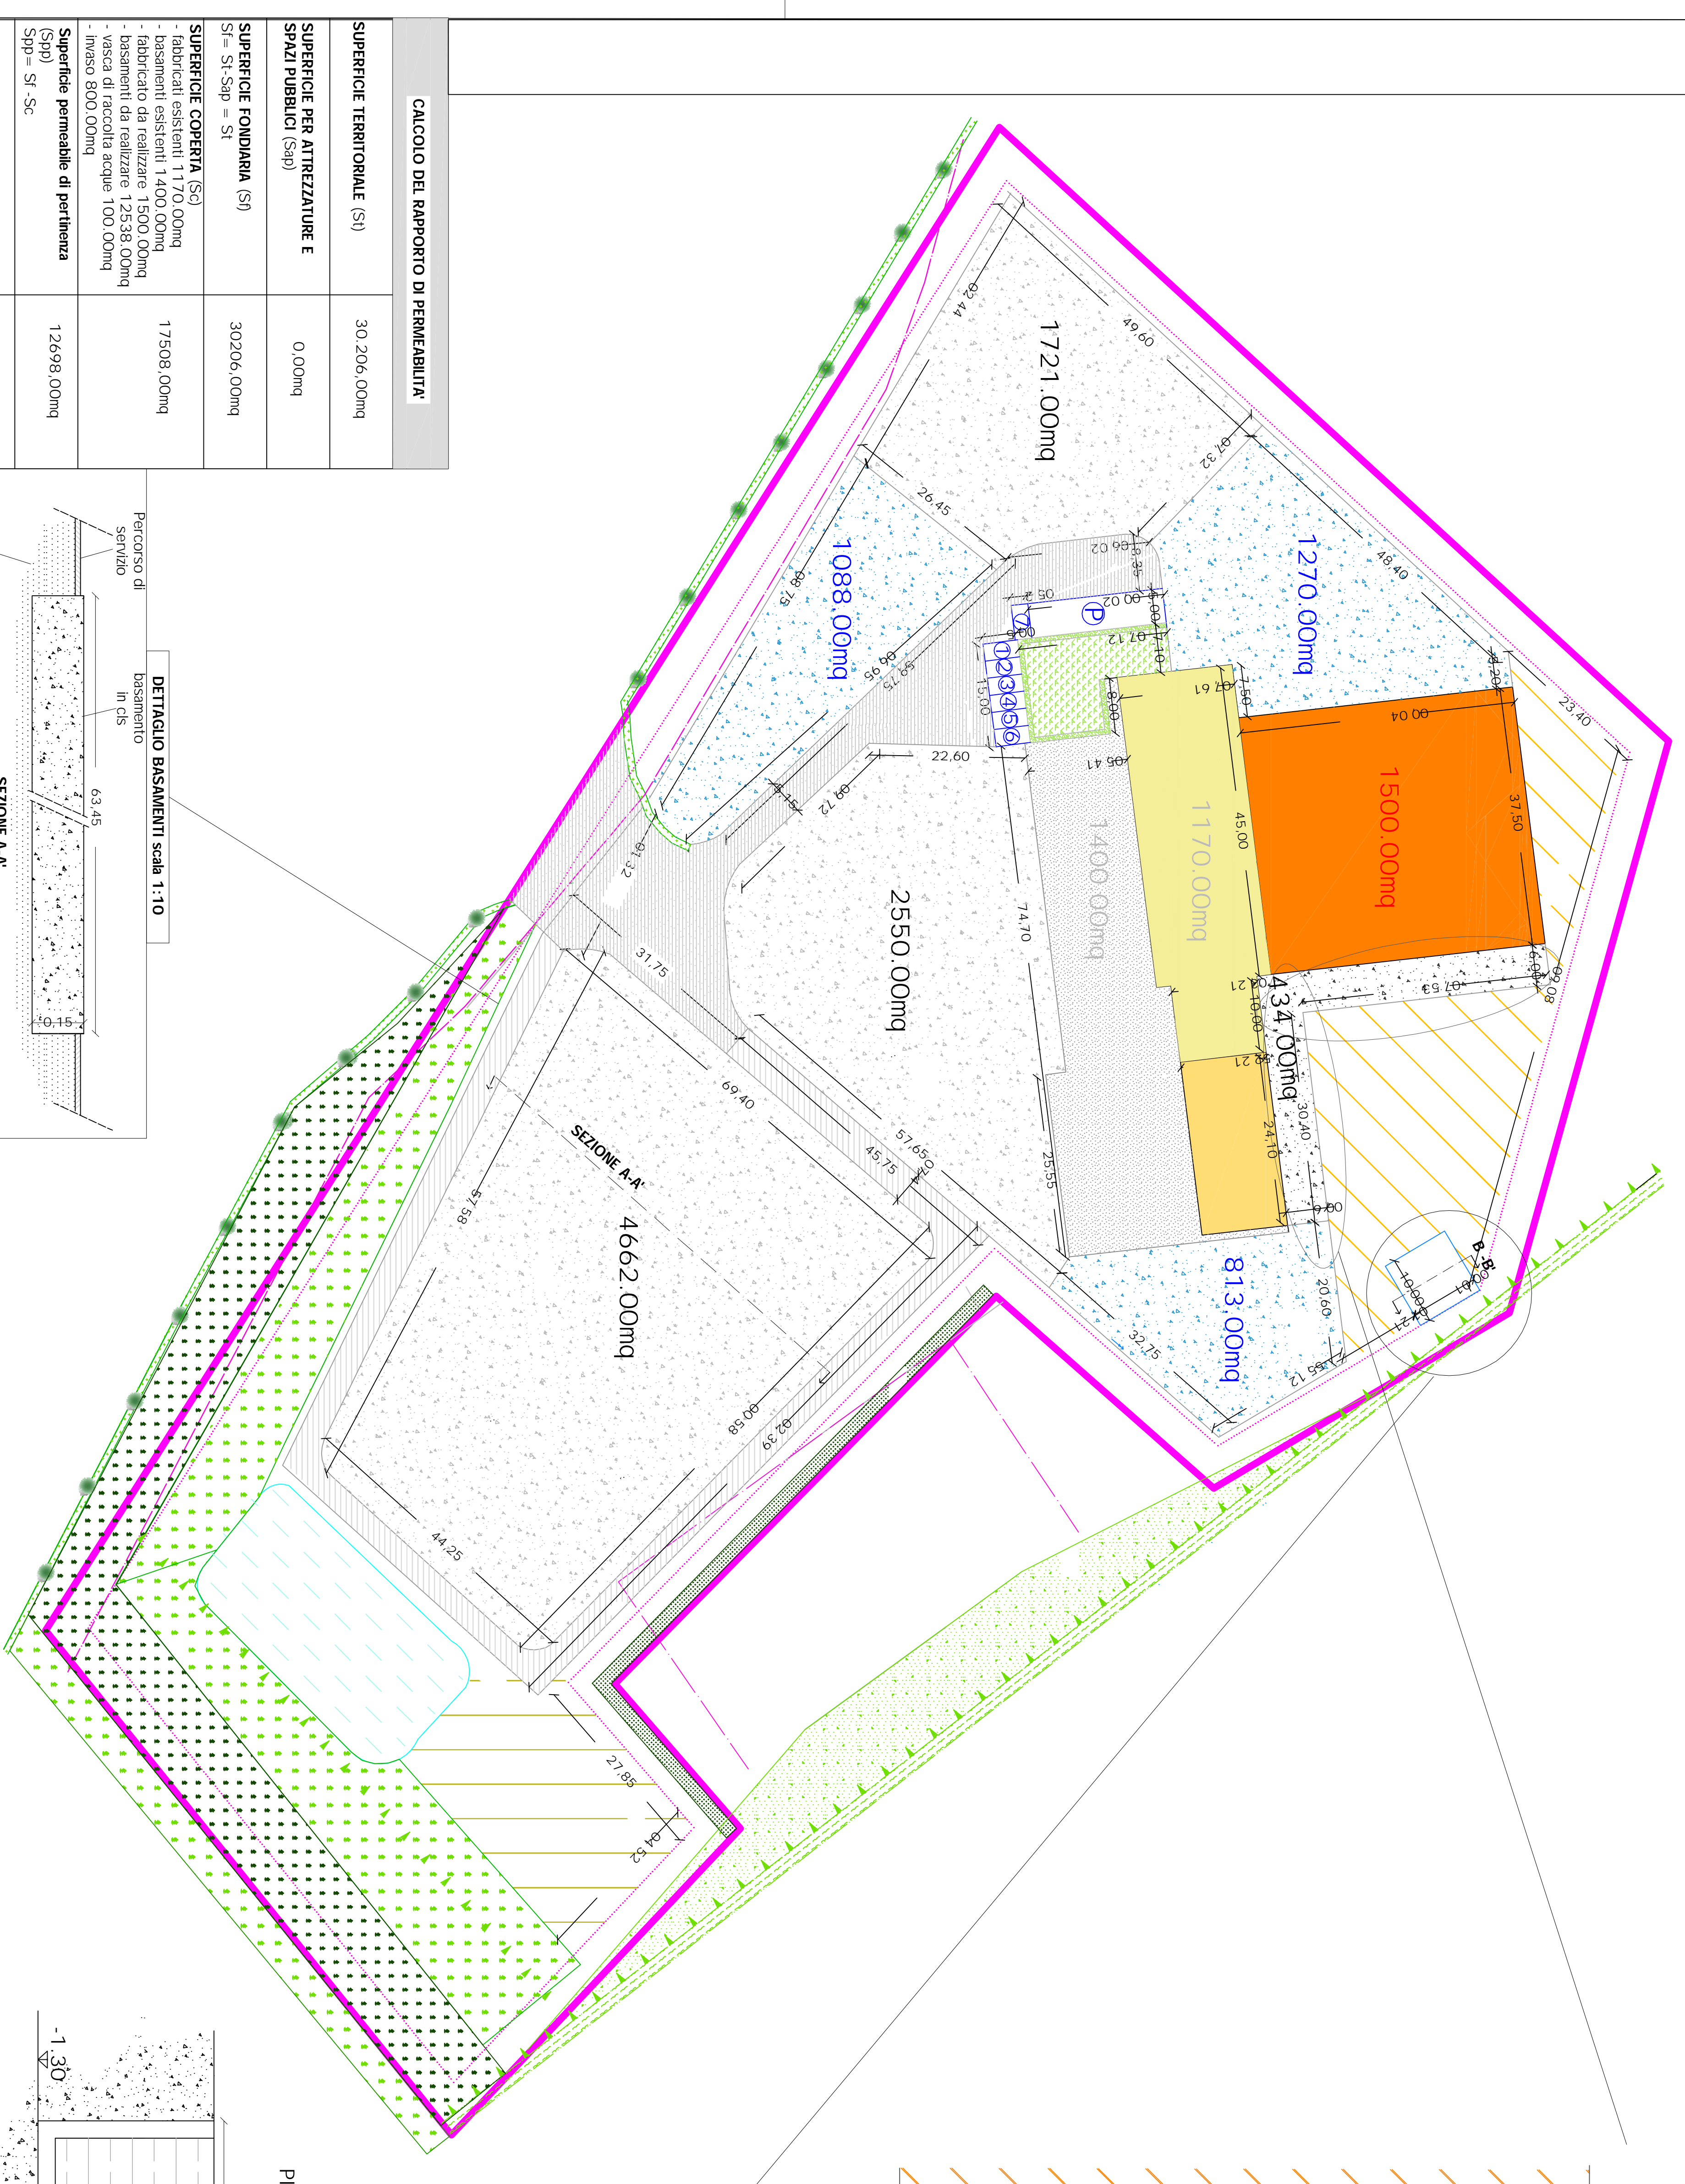 CALCOLO DEL RAPPORTO DI PERMEABILITA'
SUPERFICIE TERRITORIALE (St)
30.206,00mq
SUPERFICIE PER ATTREZZATURE E
SPAZI PUBBLICI (Sap)
0,00mq
SUPERFICIE FONDIARIA (Sf)
Sf= St-Sap = St
30206,00mq
SUPERFICIE COPERTA (Sc)
- fabbricati esistenti 1170.00mq
- basamenti esistenti 1400.00mq
- fabbricato da realizzare 1500.00mq
- basamenti da realizzare 12538.00mq
- vasca di raccolta acque 100.00mq
- invaso 800.00mq
17508,00mq
Superficie permeabile di pertinenza
(Spp)
Spp= Sf -Sc
12698,00mq
Percorso di
servizio
basamento
in cls
63.45
0.15
DETTAGLIO BASAMENTI scala 1:10
SEZIONE A-A'
1721.00mq
1270.00mq
1088.00mq
1500.00mq
1170.00mq
1400.00mq
2550.00mq
434,00mq
813.00mq
4662.00mq
SEZIONE A-A'
B -B'
P
1
2
3
4
5
6
7
49,60
48.40
23,40
26,45
37,50
45,00
7,50
8,00
7,10
15,00
22,60
74,70
25,55
31,75
69,40
57,65
45,75
10,00
24,10
30,40
20,60
32,75
10,00
6,00
44,25
27,85
-1.30